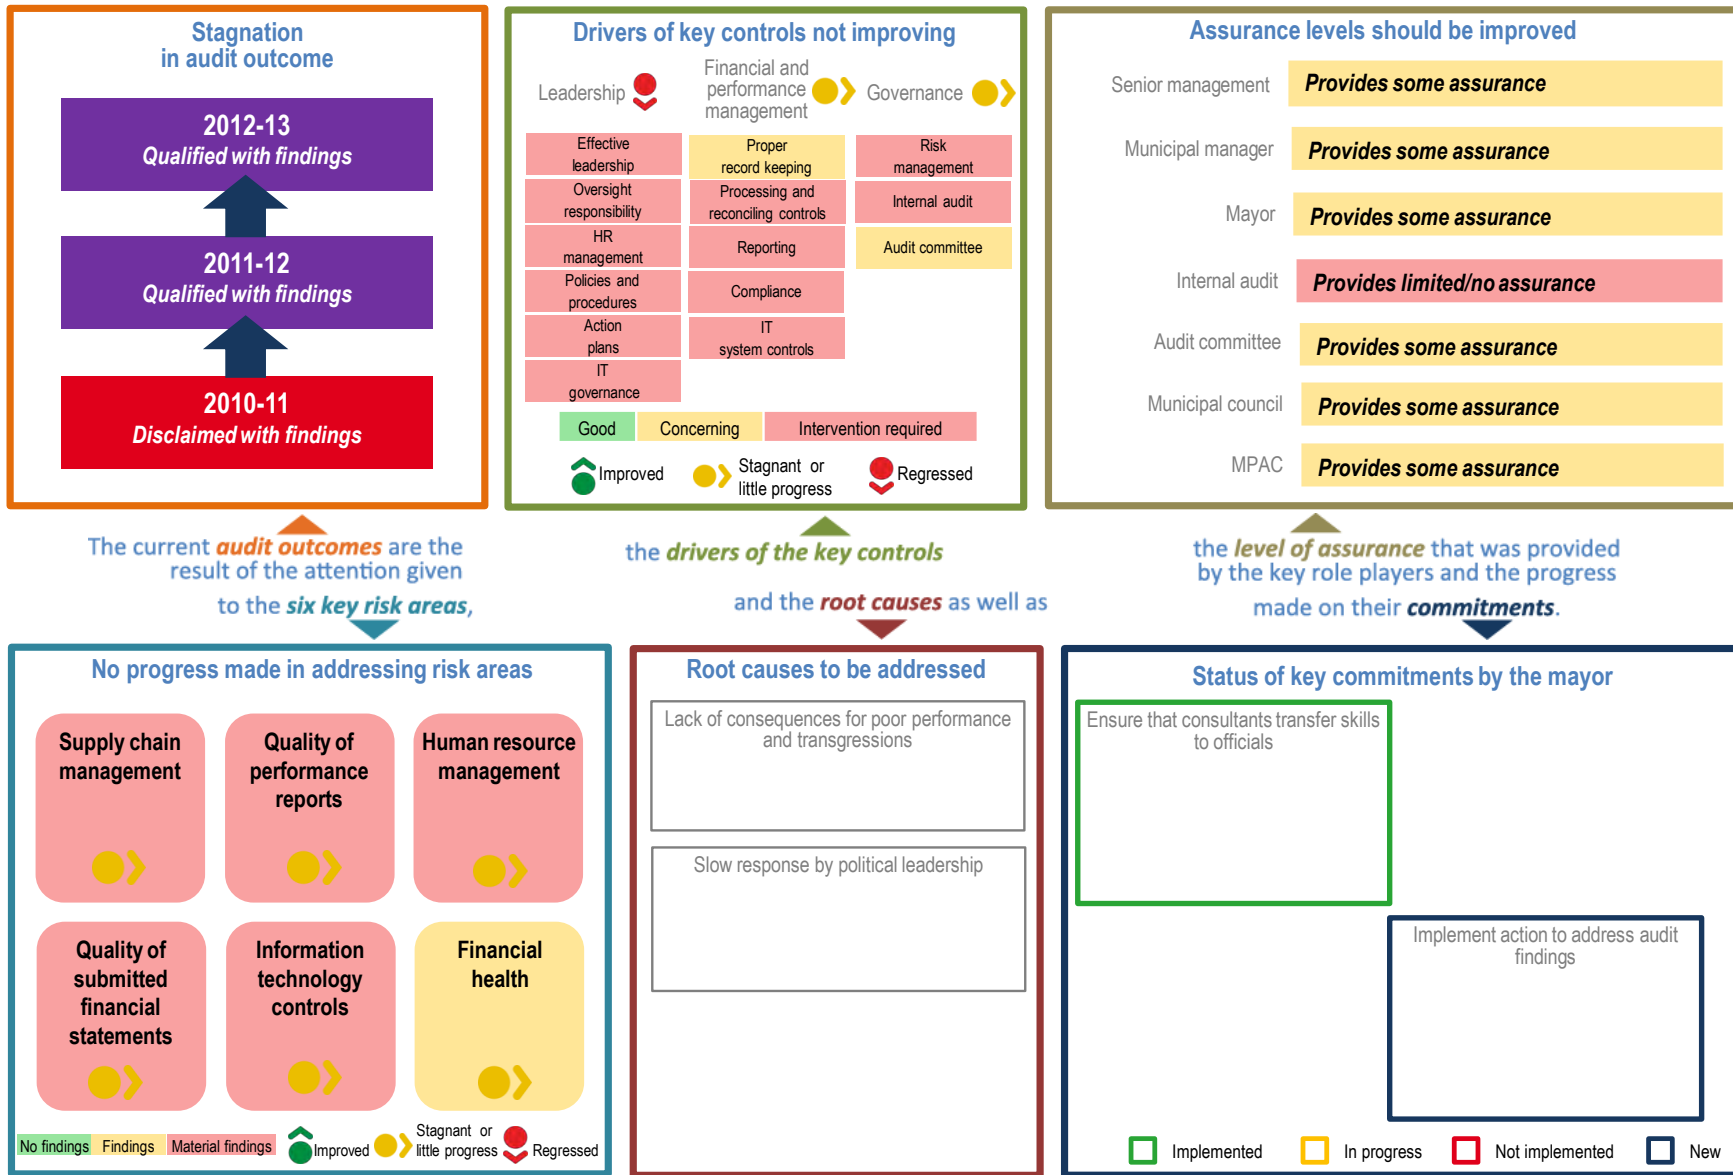 Stagnation
in audit outcome
2012-13
Qualified with findings
2011-12
Qualified with findings
2010-11
Disclaimed with findings
Drivers of key controls not improving
Leadership
Financial and
performance
management
Governance
Effective
leadership
Oversight
responsibility
HR
management
Policies and
procedures
Action
plans
IT
governance
Proper
record keeping
Processing and
reconciling controls
Reporting
Compliance
IT
system controls
Risk
management
Internal audit
Audit committee
Good
Concerning
Intervention required
Improved
Stagnant or
little progress
Regressed
Assurance levels should be improved
Senior management
Provides some assurance
Municipal manager
Provides some assurance
Mayor
Provides some assurance
Internal audit
Provides limited/no assurance
Audit committee
Provides some assurance
Municipal council
Provides some assurance
MPAC
Provides some assurance
The current audit outcomes are the
result of the attention given
to the six key risk areas,
the drivers of the key controls
and the root causes as well as
the level of assurance that was provided
by the key role players and the progress
made on their commitments.
No progress made in addressing risk areas
Supply chain
management
Quality of
performance
reports
Human resource
management
Quality of
submitted
financial
statements
Information
technology
controls
Financial
health
No findings
Findings
Material findings
Improved
Stagnant or
little progress
Regressed
Root causes to be addressed
Lack of consequences for poor performance
and transgressions
Slow response by political leadership
Status of key commitments by the mayor
Ensure that consultants transfer skills
to officials
Implement action to address audit
findings
Implemented
In progress
Not implemented
New